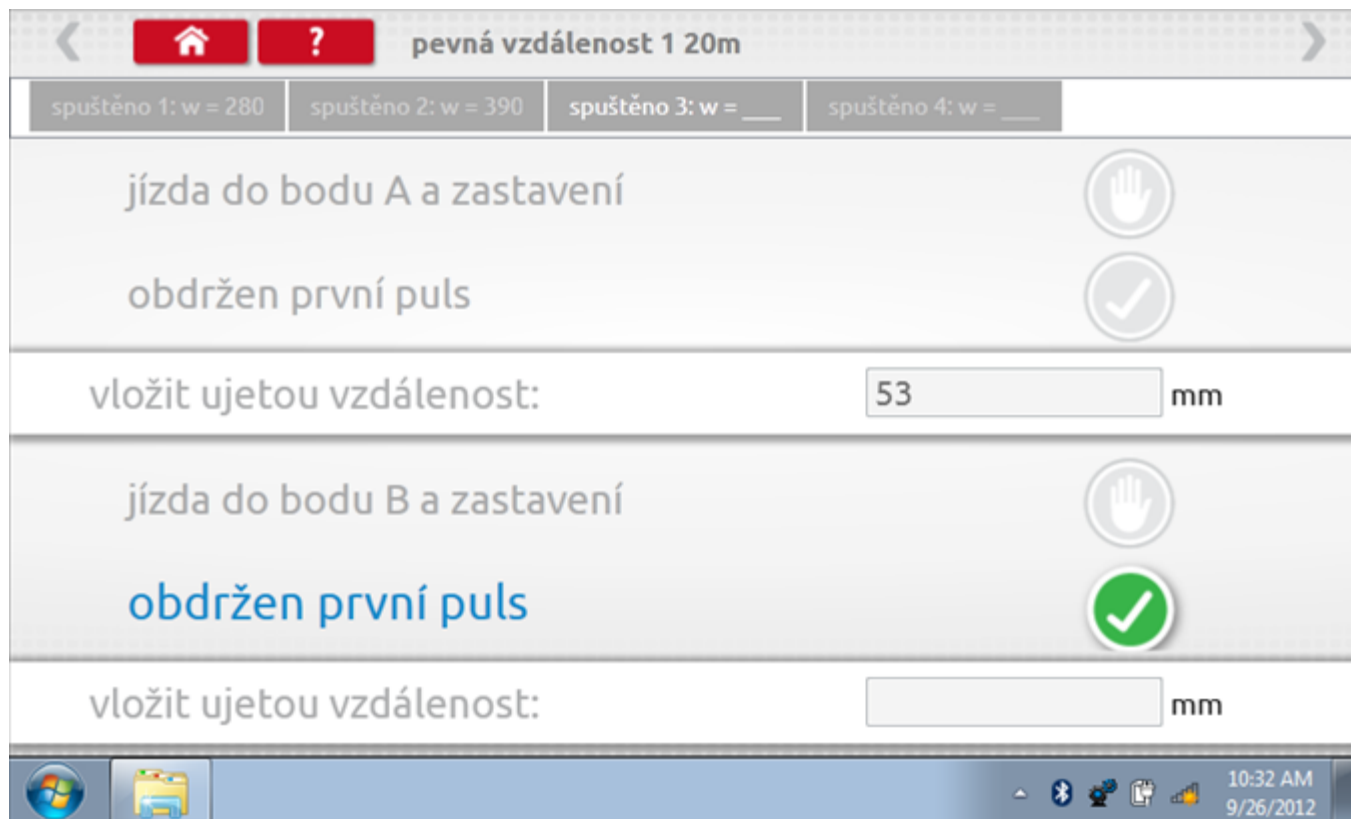 ? pevná vzdálenost 1 20m
spuštěno 1: w = 280 spuštěno 2: w = 390 spuštěno 3: w = ___ spuštěno 4: w = ___
jízda do bodu A a zastavení
obdržen první puls
vložit ujetou vzdálenost: 53 mm
jízda do bodu B a zastavení
obdržen první puls
vložit ujetou vzdálenost: mm
10:32 AM
9/26/2012